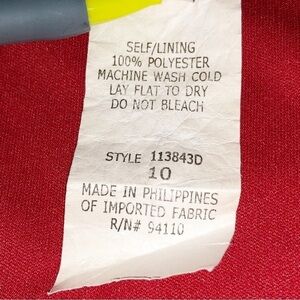 SELF/LINING
100% POLYESTER
MACHINE WASH COLD
LAY FLAT TO DRY
DO NOT BLEACH
STYLE 113843D
10
MADE IN PHILIPPINES
OF IMPORTED FABRIC
R/N# 94110